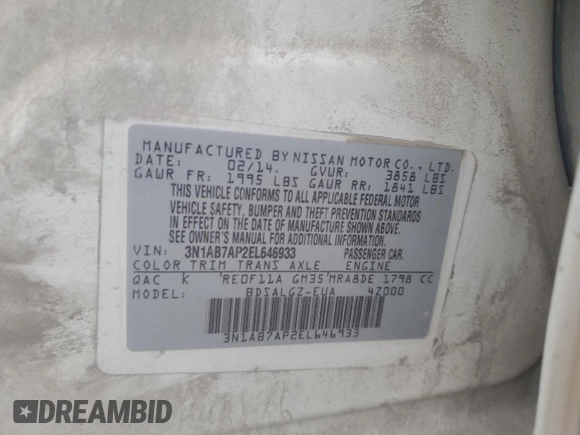 MANUFACTURED BY NISSAN MOTOR CO., LTD.
DATE: 02/14. GVWR: 3858 LBS
GAWR FR: 1995 LBS GAWR RR: 1841 LBS
THIS VEHICLE CONFORMS TO ALL APPLICABLE FEDERAL MOTOR
VEHICLE SAFETY, BUMPER AND THEFT PREVENTION STANDARDS
IN EFFECT ON THE DATE OF MANUFACTURE SHOWN ABOVE.
SEE OWNER'S MANUAL FOR ADDITIONAL INFORMATION.
VIN: 3N1AB7AP2EL646933 PASSENGER CAR.
COLOR TRIM TRANS AXLE ENGINE
QAC K RE0F11A GM35 MRA8DE 1798 CC
BDSALGZ-EUA 4Z000
3N1AB7AP2EL646933
DREAMBID